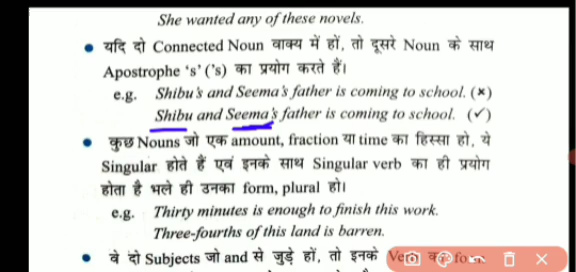 She wanted any of these novels.
• यदि दो Connected Noun वाक्य में हों, तो दूसरे Noun के साथ
Apostrophe 's' ('s) का प्रयोग करते हैं।
e.g. Shibu's and Seema's father is coming to school. (×)
Shibu and Seema's father is coming to school. (✓)
• कुछ Nouns जो एक amount, fraction या time का हिस्सा हो, ये
Singular होते हैं एवं इनके साथ Singular verb का ही प्रयोग
होता है भले ही उनका form, plural हो।
e.g. Thirty minutes is enough to finish this work.
Three-fourths of this land is barren.
• वे दो Subjects जो and से जुड़े हों, तो इनके